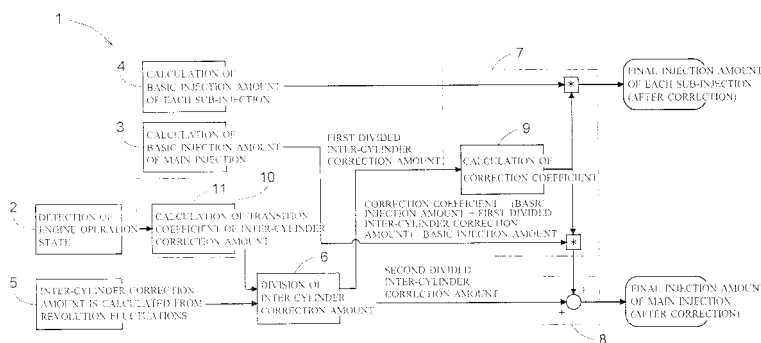 1
7
4
CALCULATION OF
BASIC INJECTION AMOUNT
OF EACH SUB-INJECTION
*
FINAL INJECTION AMOUNT
OF EACH SUB-INJECTION
(AFTER CORRECTION)
3
CALCULATION OF
BASIC INJECTION AMOUNT
OF MAIN INJECTION
FIRST DIVIDED
INTER-CYLINDER
CORRECTION AMOUNT
9
CALCULATION OF
CORRECTION COEFFICIENT
11
10
2
DETECTION OF
ENGINE OPERATION
STATE
CALCULATION OF TRANSITION
COEFFICIENT OF INTER-CYLINDER
CORRECTION AMOUNT
CORRECTION COEFFICIENT (BASIC
INJECTION AMOUNT + FIRST DIVIDED
INTER-CYLINDER CORRECTION
AMOUNT) BASIC INJECTION AMOUNT
*
6
5
INTER-CYLINDER CORRECTION
AMOUNT IS CALCULATED FROM
REVOLUTION FLUCTUATIONS
DIVISION OF
INTER CYLINDER
CORRECTION AMOUNT
SECOND DIVIDED
INTER-CYLINDER
CORRECTION AMOUNT
+
FINAL INJECTION AMOUNT
OF MAIN INJECTION
(AFTER CORRECTION)
8